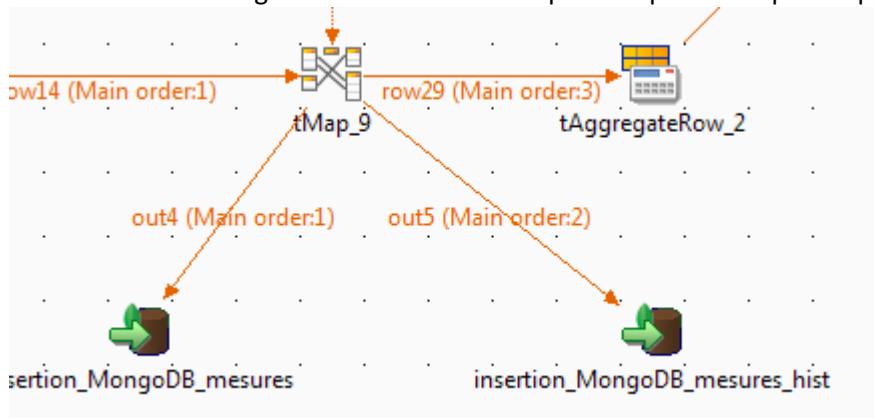 ow14 (Main order:1)
row29 (Main order:3)
tMap_9
tAggregateRow_2
out4 (Main order:1)
out5 (Main order:2)
sertion_MongoDB_mesures
insertion_MongoDB_mesures_hist